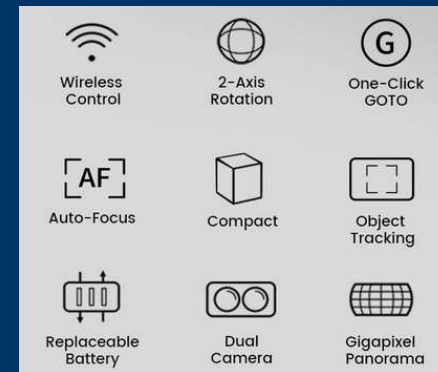 G
Wireless
Control
2-Axis
Rotation
One-Click
GOTO
AF
Auto-Focus
Compact
Object
Tracking
Replaceable
Battery
Dual
Camera
Gigapixel
Panorama